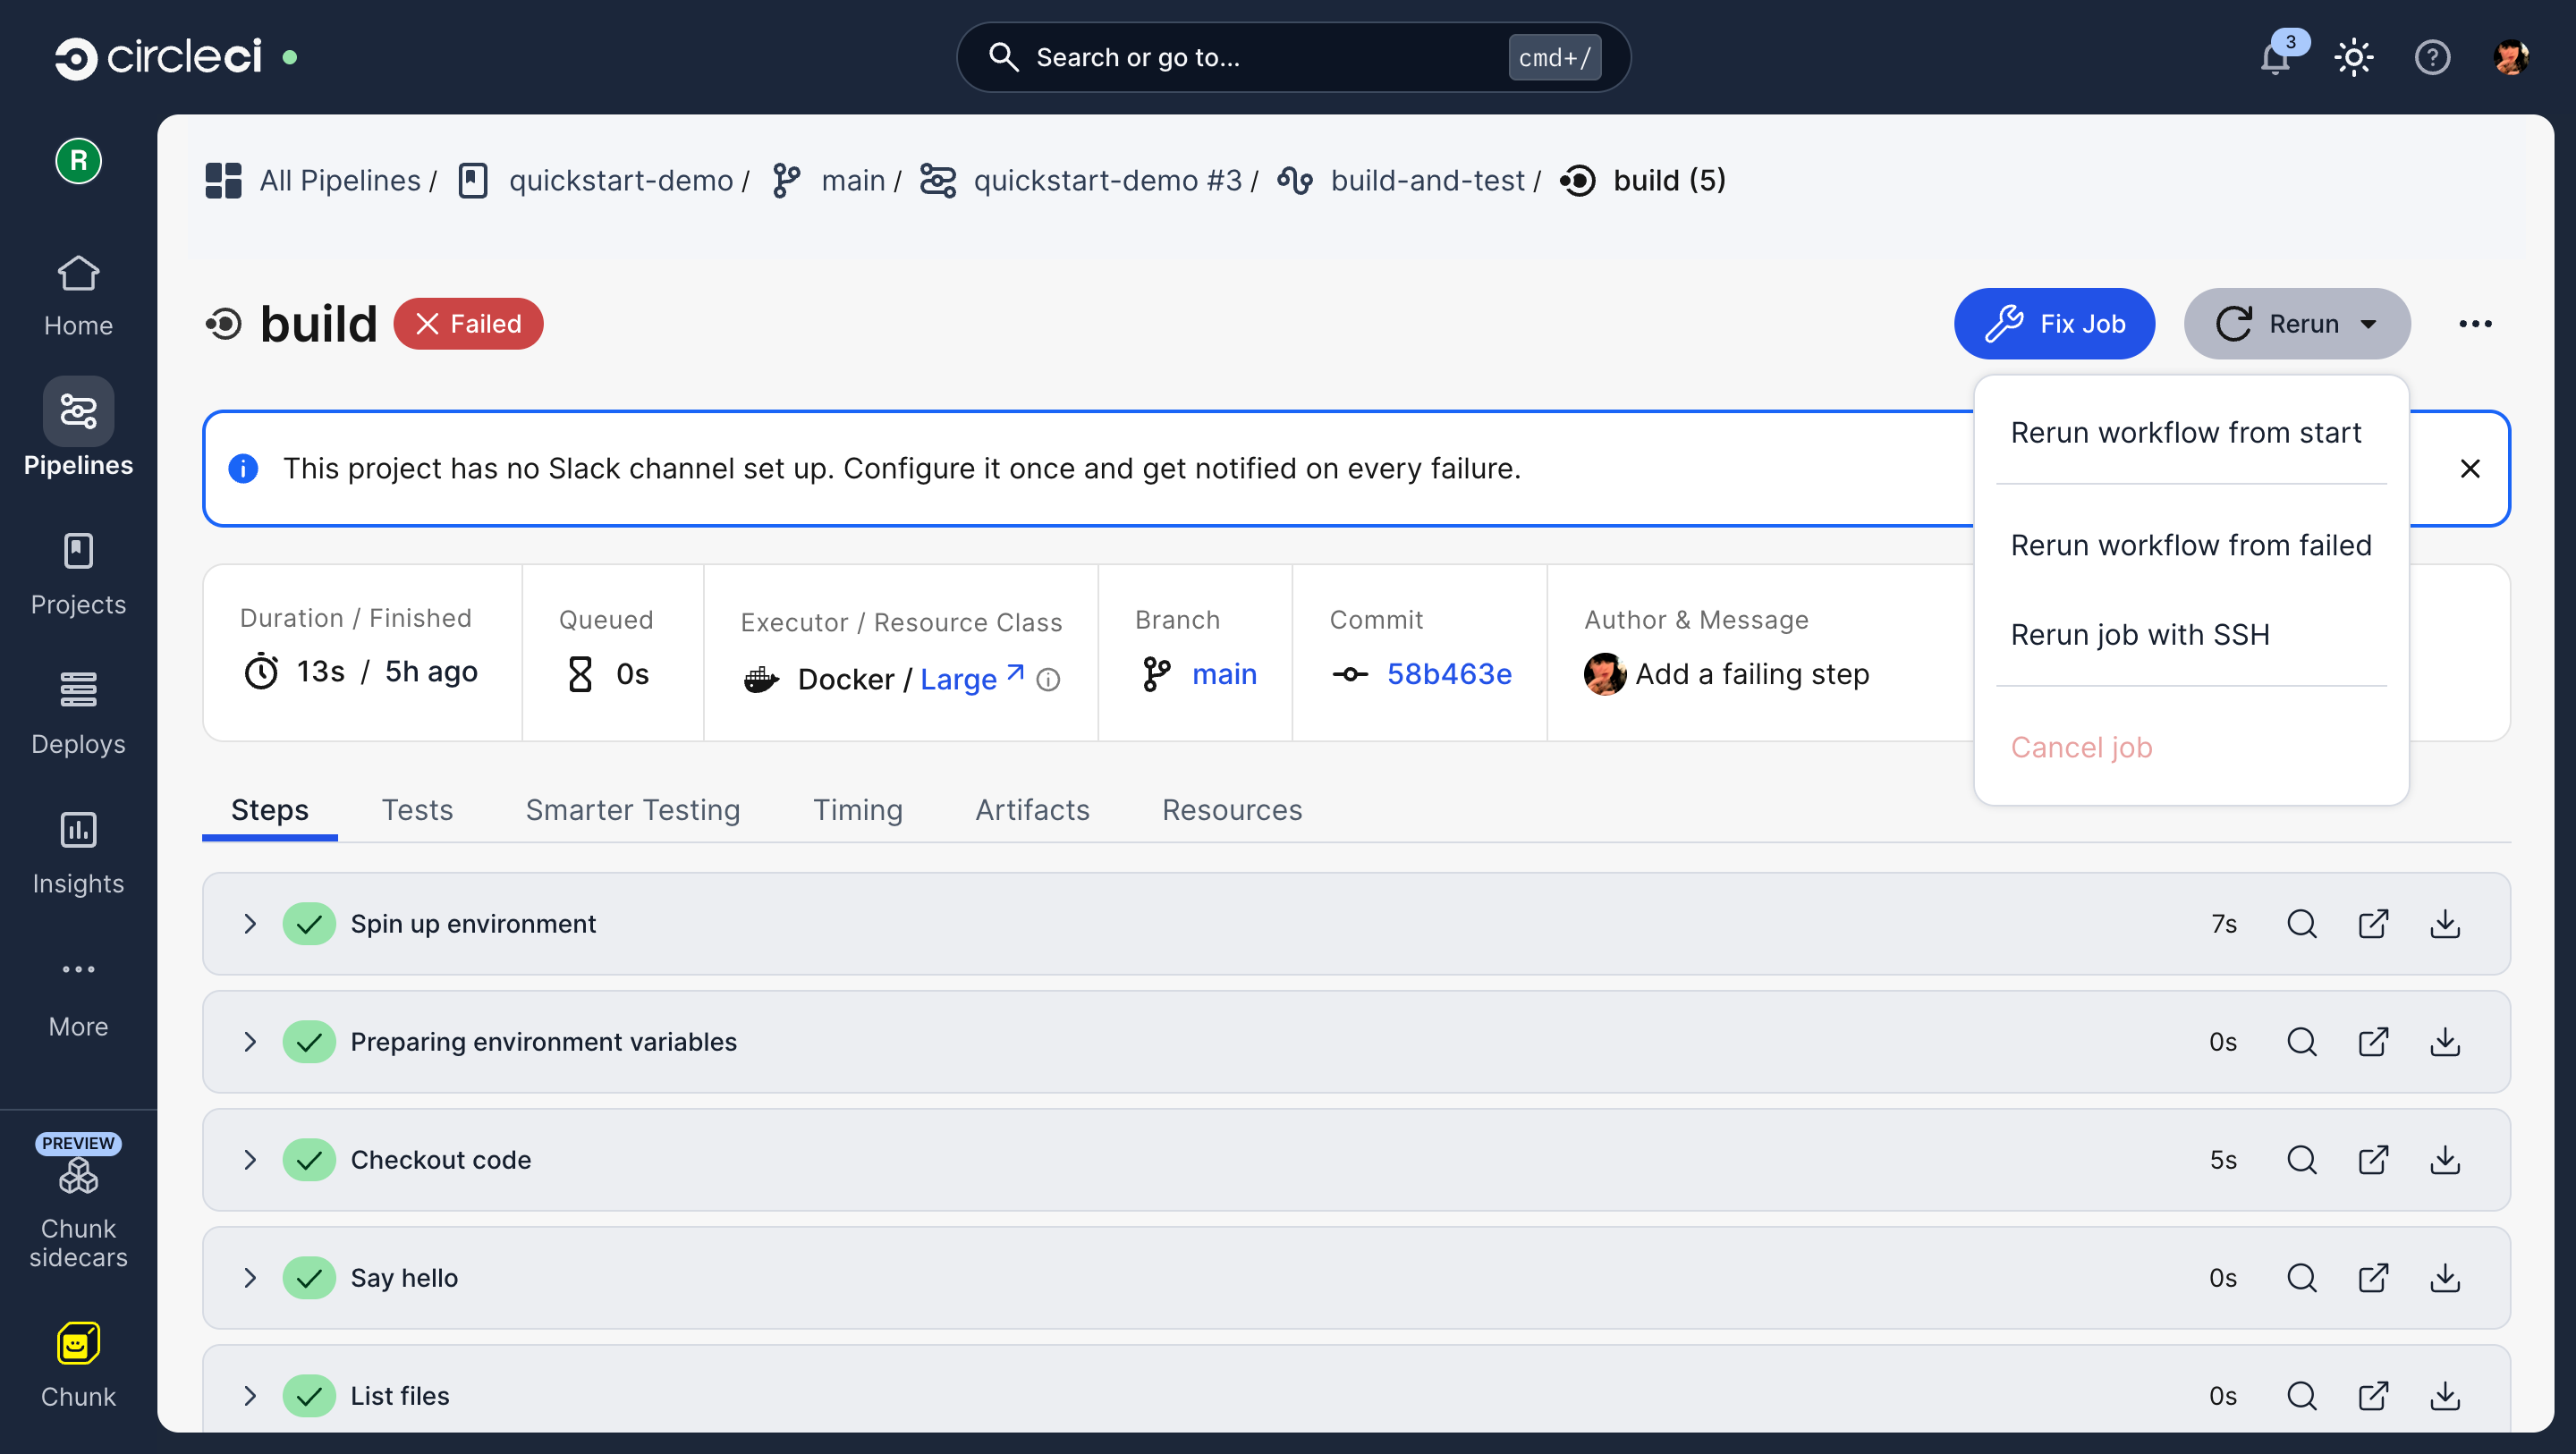 circleci
Search or go to...
cmd+/
3
R
Home
Pipelines
Projects
Deploys
Insights
More
PREVIEW
Chunk
sidecars
Chunk
All Pipelines / quickstart-demo / main / quickstart-demo #3 / build-and-test / build (5)
build
Failed
Fix Job
Rerun
Rerun workflow from start
Rerun workflow from failed
Rerun job with SSH
Cancel job
This project has no Slack channel set up. Configure it once and get notified on every failure.
Duration / Finished
13s / 5h ago
Queued
0s
Executor / Resource Class
Docker / Large
Branch
main
Commit
58b463e
Author & Message
Add a failing step
Steps
Tests
Smarter Testing
Timing
Artifacts
Resources
Spin up environment
7s
Preparing environment variables
0s
Checkout code
5s
Say hello
0s
List files
0s